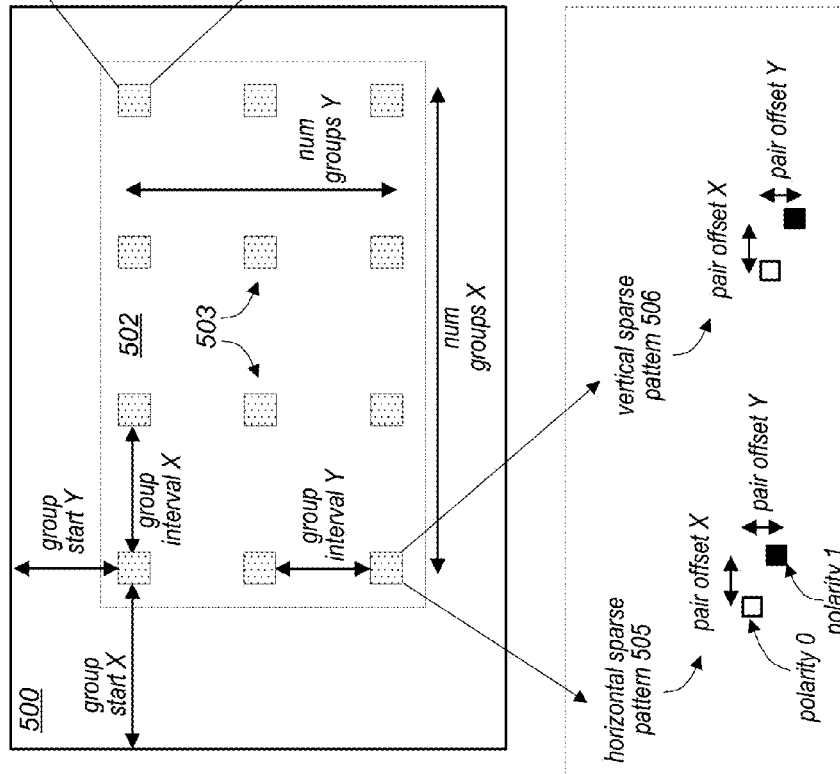 500
group
start X
group
start Y
group
interval X
group
interval Y
502
503
num
groups Y
num
groups X
horizontal sparse
pattern 505
pair offset X
pair offset Y
polarity 0
polarity 1
vertical sparse
pattern 506
pair offset X
pair offset Y